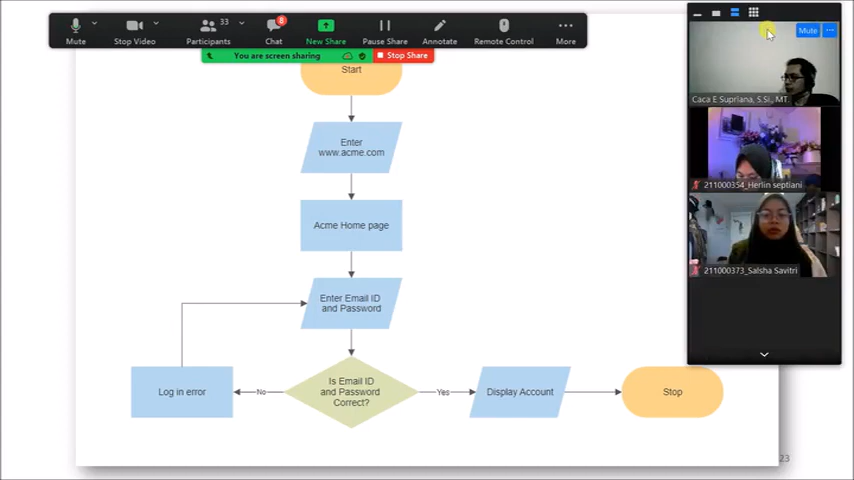 33
8
Mute
Stop Video
Participants
Chat
New Share
Pause Share
Annotate
Remote Control
More
You are screen sharing
Stop Share
Mute
Caca E Supriana, S.Si., MT.
211000354_Herlin septiani
211000373_Salsha Savitri
Start
Enter
www.acme.com
Acme Home page
Enter Email ID
and Password
Is Email ID
and Password
Correct?
Log in error
No
Yes
Display Account
Stop
23